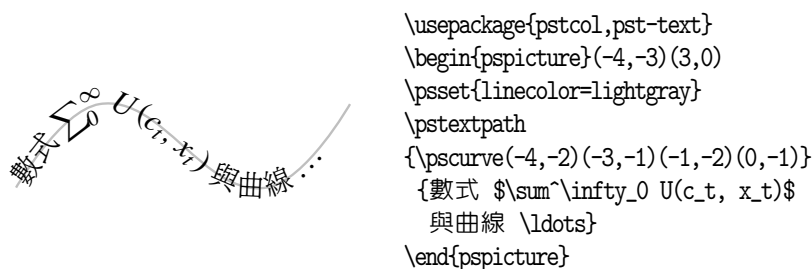 數式 ∑^∞_0 U(c_t, x_t) 與曲線 …
\usepackage{pstcol,pst-text}
\begin{pspicture}(-4,-3)(3,0)
\psset{linecolor=lightgray}
\pstextpath
{\pscurve(-4,-2)(-3,-1)(-1,-2)(0,-1)}
{數式 $\sum^\infty_0 U(c_t, x_t)$
與曲線 \ldots}
\end{pspicture}